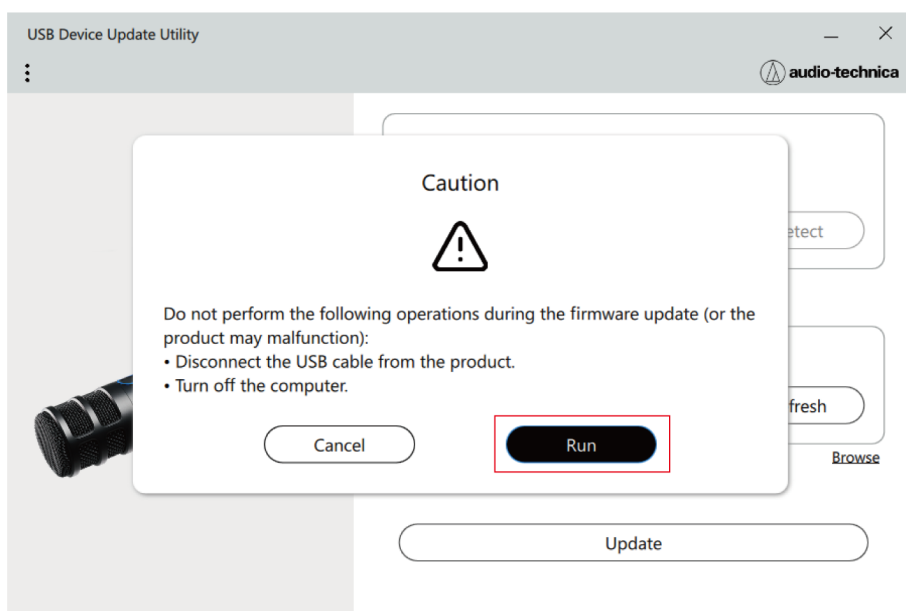 USB Device Update Utility
audio-technica
Caution
Do not perform the following operations during the firmware update (or the
product may malfunction):
• Disconnect the USB cable from the product.
• Turn off the computer.
Cancel
Run
etect
fresh
Browse
Update